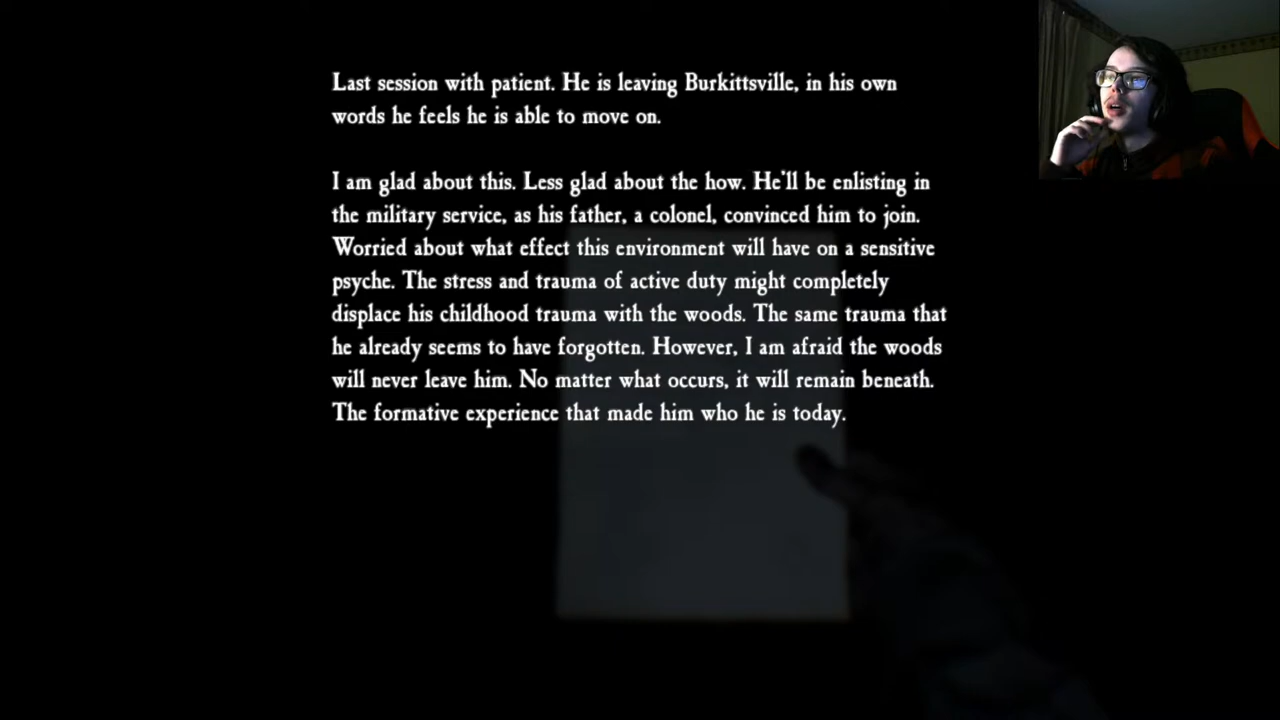 Last session with patient. He is leaving Burkittsville, in his own
words he feels he is able to move on.
I am glad about this. Less glad about the how. He'll be enlisting in
the military service, as his father, a colonel, convinced him to join.
Worried about what effect this environment will have on a sensitive
psyche. The stress and trauma of active duty might completely
displace his childhood trauma with the woods. The same trauma that
he already seems to have forgotten. However, I am afraid the woods
will never leave him. No matter what occurs, it will remain beneath.
The formative experience that made him who he is today.